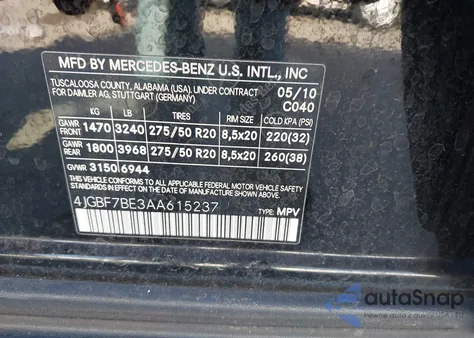 MFD BY MERCEDES-BENZ U.S. INTL., INC
TUSCALOOSA COUNTY, ALABAMA (USA) UNDER CONTRACT 05/10
FOR DAIMLER AG, STUTTGART (GERMANY) C040
KG LB TIRES RIM SIZE COLD KPA (PSI)
GAWR FRONT 1470 3240 275/50 R20 8,5x20 220(32)
GAWR REAR 1800 3968 275/50 R20 8,5x20 260(38)
GVWR 3150 6944
THIS VEHICLE CONFORMS TO ALL APPLICABLE FEDERAL MOTOR VEHICLE
SAFETY STANDARDS IN EFFECT ON THE DATE OF MANUFACTURE SHOWN ABOVE.
4JGBF7BE3AA615237 TYPE: MPV
autoSnap
Pewne auto z USA